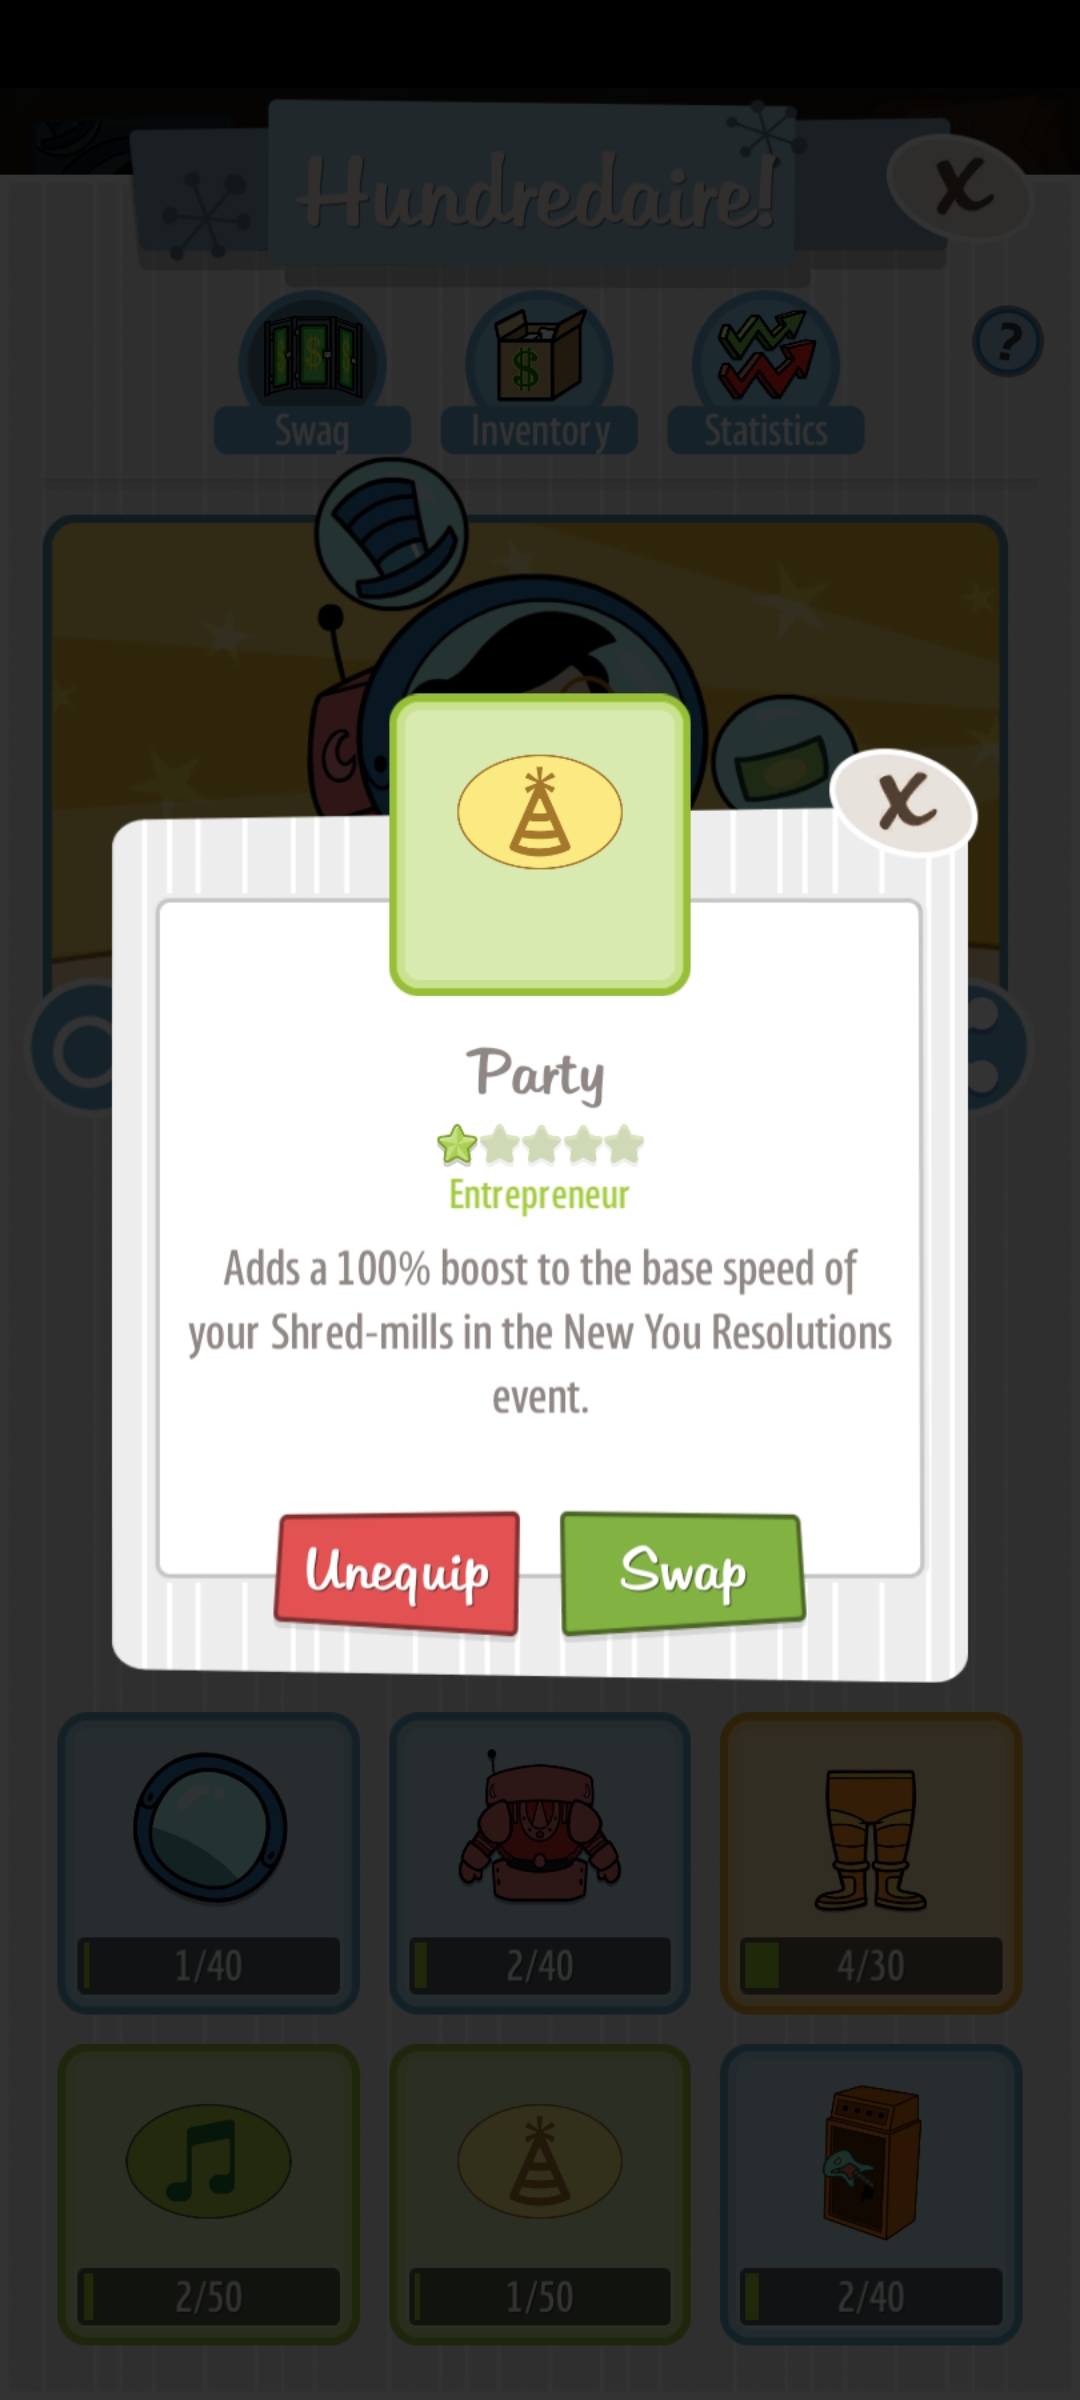 Hundredaire!
X
?
Swag
Inventory
Statistics
X
Party
Entrepreneur
Adds a 100% boost to the base speed of
your Shred-mills in the New You Resolutions
event.
Unequip
Swap
1/40
2/40
4/30
2/50
1/50
2/40